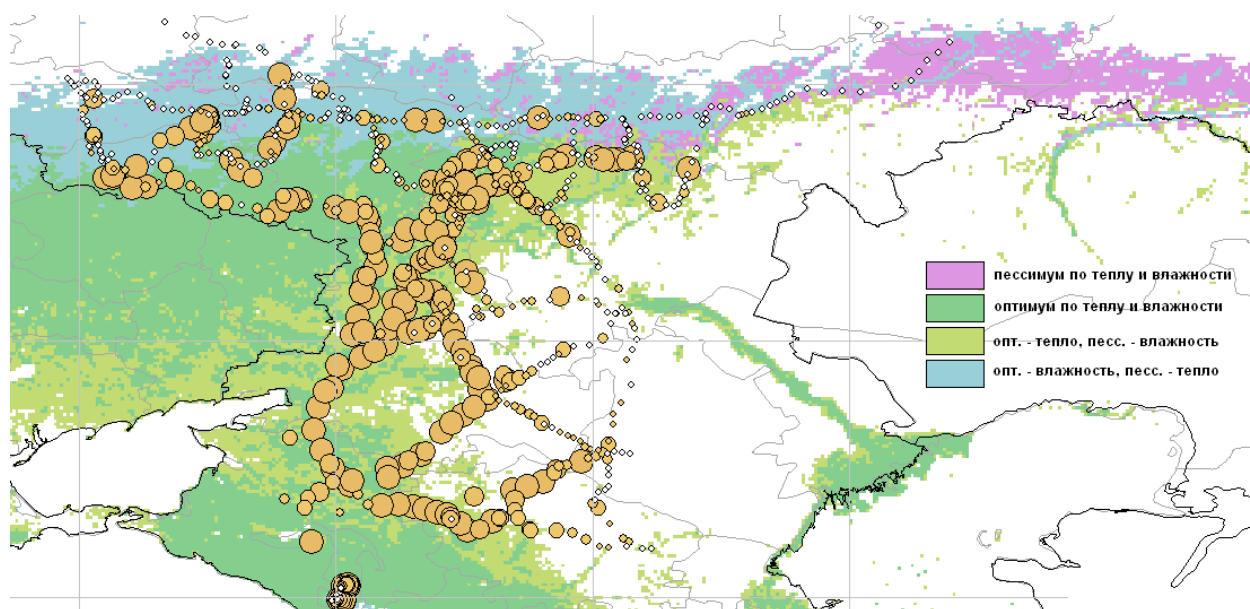 пессимум по теплу и влажности
оптимум по теплу и влажности
опт. - тепло, песс. - влажность
опт. - влажность, песс. - тепло